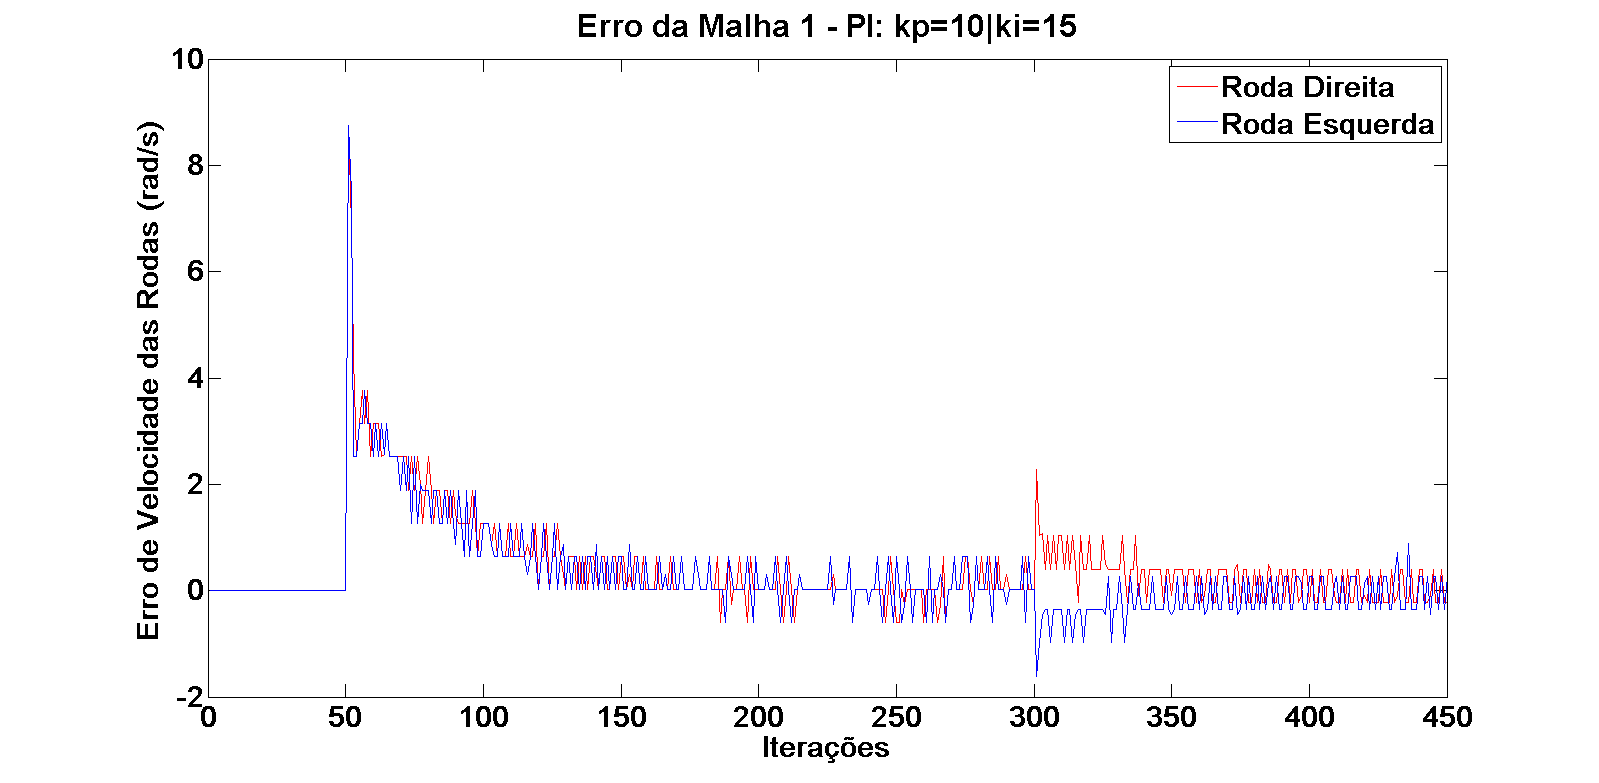 Erro da Malha 1 - PI: kp=10|ki=15
Roda Direita
Roda Esquerda
Erro de Velocidade das Rodas (rad/s)
10
8
6
4
2
0
-2
0 50 100 150 200 250 300 350 400 450
Iterações